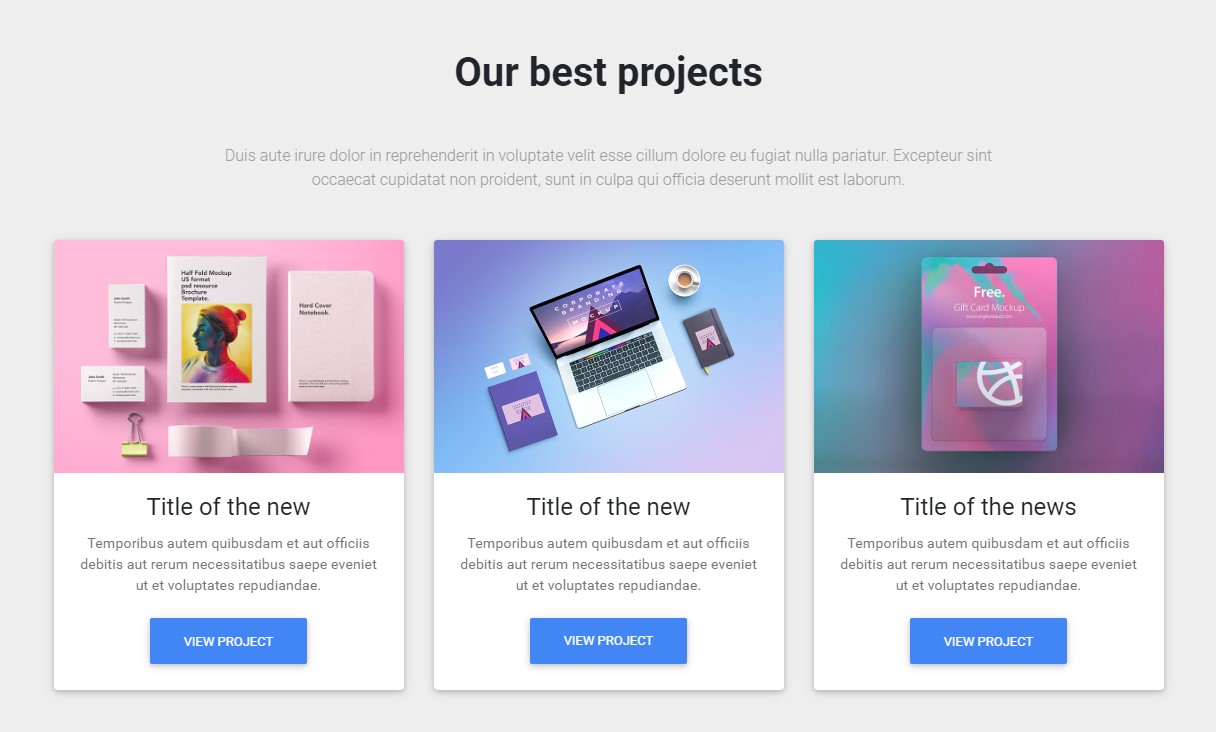 Our best projects
Duis aute irure dolor in reprehenderit in voluptate velit esse cillum dolore eu fugiat nulla pariatur. Excepteur sint
occaecat cupidatat non proident, sunt in culpa qui officia deserunt mollit est laborum.
John Smith
Half Fold Mockup
US format
psd resource
Brochure
Template.
Hard Cover
Notebook.
John Smith
CORPORATE
BRANDING
MOCKUP
Free.
Gift Card Mockup
Title of the new
Temporibus autem quibusdam et aut officiis
debitis aut rerum necessitatibus saepe eveniet
ut et voluptates repudiandae.
VIEW PROJECT
Title of the new
Temporibus autem quibusdam et aut officiis
debitis aut rerum necessitatibus saepe eveniet
ut et voluptates repudiandae.
VIEW PROJECT
Title of the news
Temporibus autem quibusdam et aut officiis
debitis aut rerum necessitatibus saepe eveniet
ut et voluptates repudiandae.
VIEW PROJECT